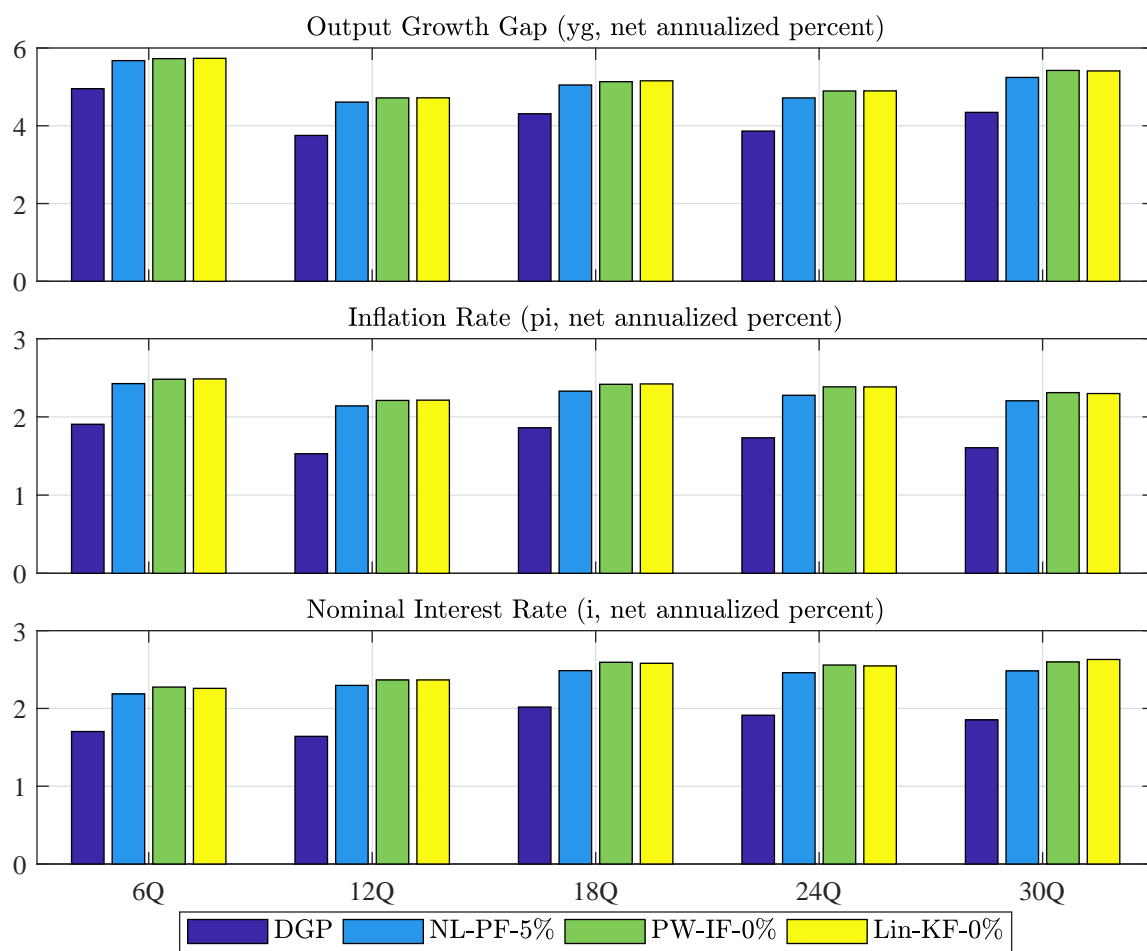 Output Growth Gap (yg, net annualized percent)
6
4
2
0
Inflation Rate (pi, net annualized percent)
3
2
1
0
Nominal Interest Rate (i, net annualized percent)
3
2
1
0
6Q 12Q 18Q 24Q 30Q
DGP NL-PF-5% PW-IF-0% Lin-KF-0%